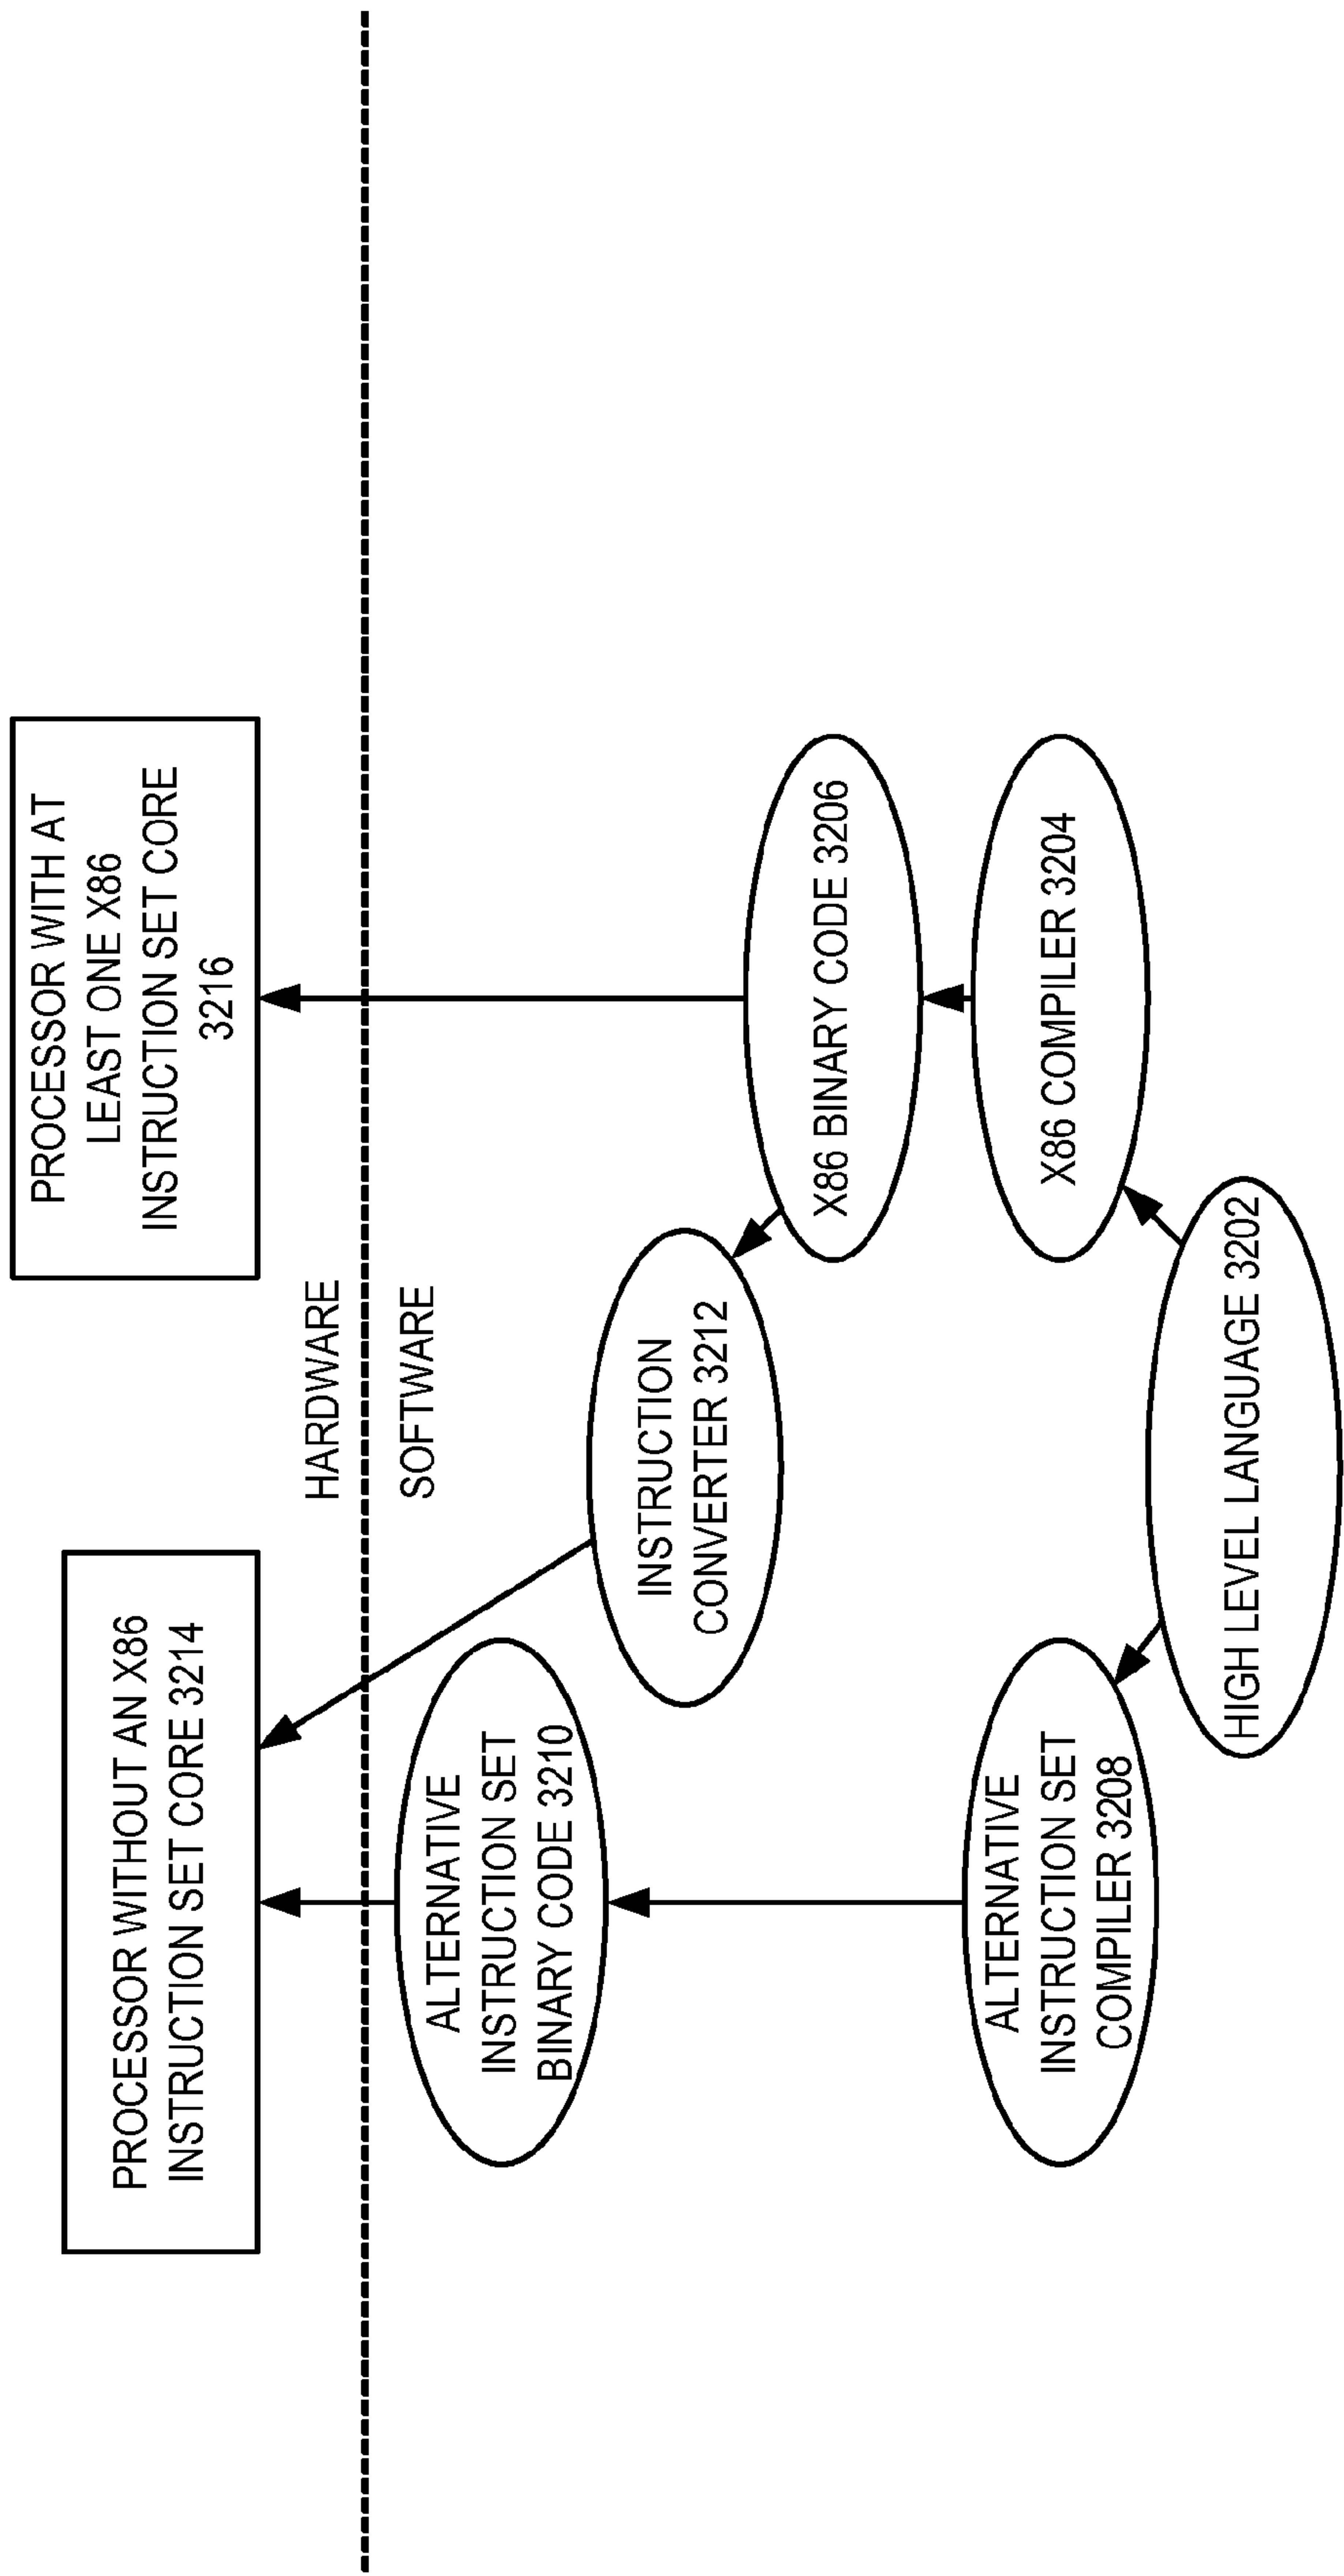 PROCESSOR WITHOUT AN X86
INSTRUCTION SET CORE 3214
PROCESSOR WITH AT
LEAST ONE X86
INSTRUCTION SET CORE
3216
HARDWARE
SOFTWARE
ALTERNATIVE
INSTRUCTION SET
BINARY CODE 3210
INSTRUCTION
CONVERTER 3212
X86 BINARY CODE 3206
ALTERNATIVE
INSTRUCTION SET
COMPILER 3208
X86 COMPILER 3204
HIGH LEVEL LANGUAGE 3202